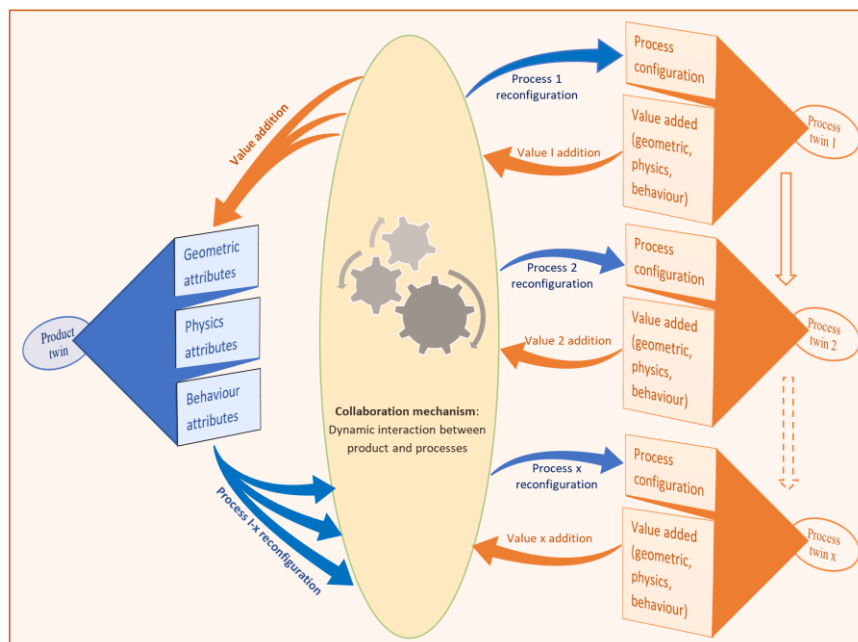 Value addition
Geometric
attributes
Physics
attributes
Behaviour
attributes
Product
twin
Process I-x reconfiguration
Collaboration mechanism:
Dynamic interaction between
product and processes
Process 1
reconfiguration
Value I addition
Process
configuration
Value added
(geometric,
physics,
behaviour)
Process
twin 1
Process 2
reconfiguration
Value 2 addition
Process
configuration
Value added
(geometric,
physics,
behaviour)
Process
twin 2
Process x
reconfiguration
Value x addition
Process
configuration
Value added
(geometric,
physics,
behaviour)
Process
twin x